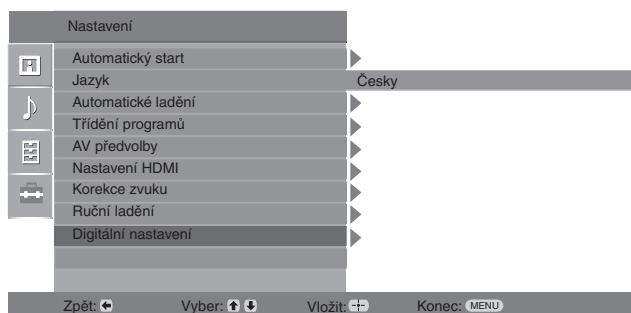 Nastavení
Automatický start
Jazyk Česky
Automatické ladění
Třídění programů
AV předvolby
Nastavení HDMI
Korekce zvuku
Ruční ladění
Digitální nastavení
Zpět: Vyber: Vložit: Konec: MENU